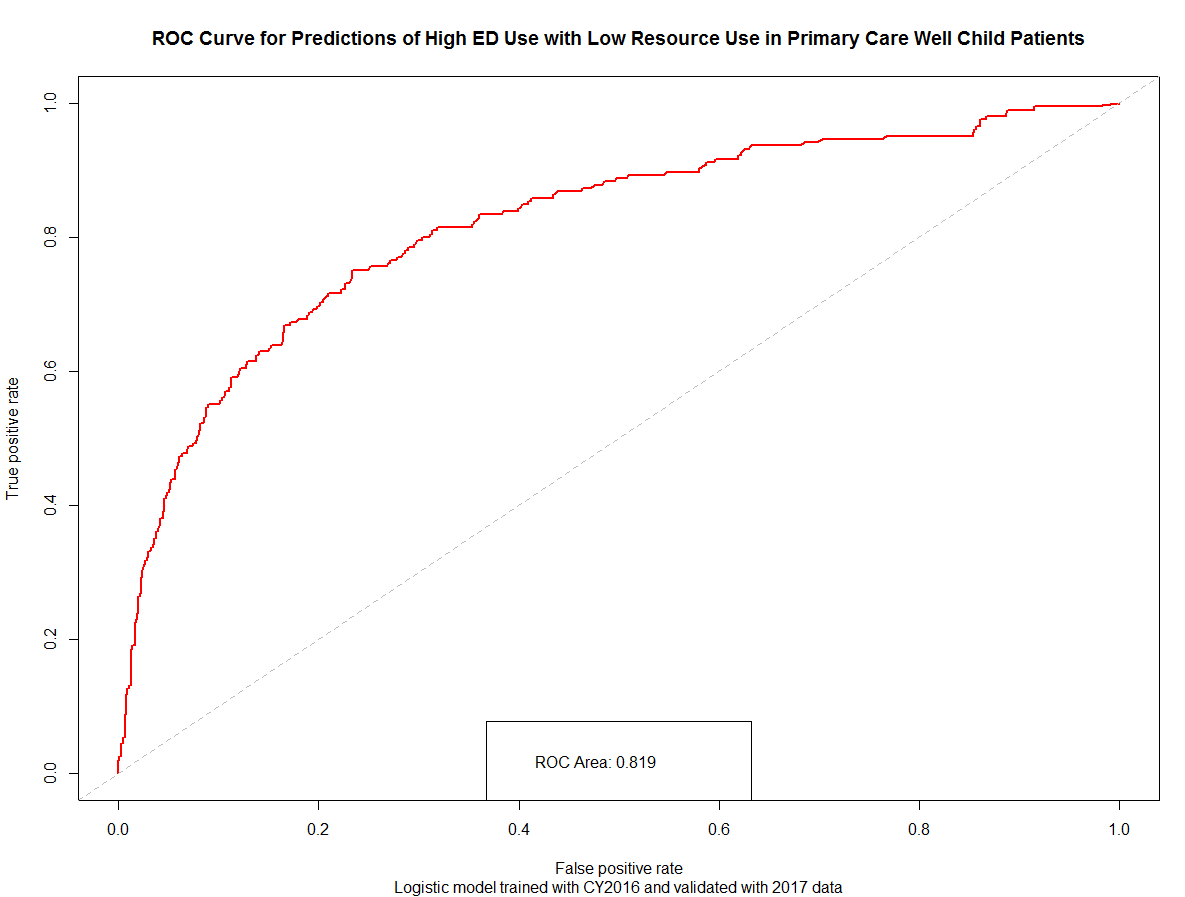 ROC Curve for Predictions of High ED Use with Low Resource Use in Primary Care Well Child Patients
True positive rate
1.0
0.8
0.6
0.4
0.2
0.0
ROC Area: 0.819
0.0 0.2 0.4 0.6 0.8 1.0
False positive rate
Logistic model trained with CY2016 and validated with 2017 data